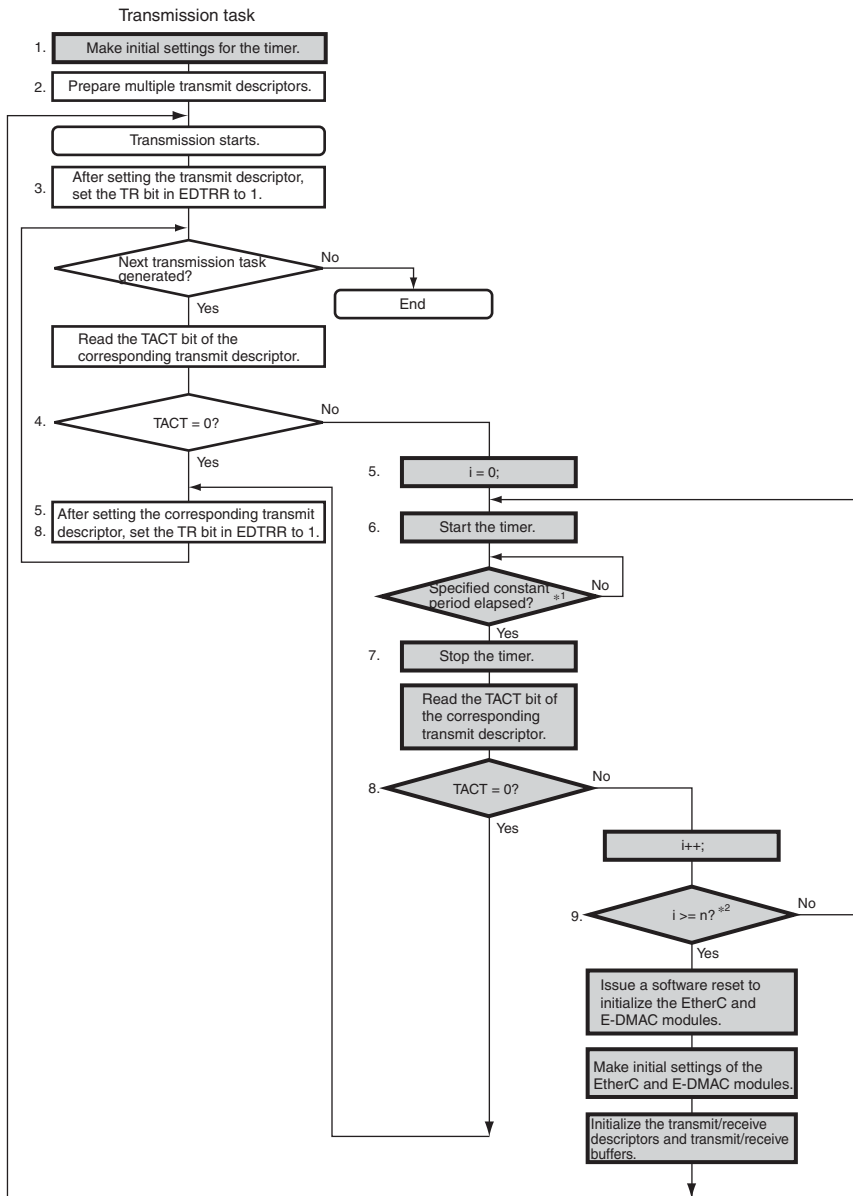 Transmission task
1.
Make initial settings for the timer.
2.
Prepare multiple transmit descriptors.
Transmission starts.
3.
After setting the transmit descriptor,
set the TR bit in EDTRR to 1.
Next transmission task
generated?
No
End
Yes
Read the TACT bit of the
corresponding transmit descriptor.
4.
TACT = 0?
No
Yes
5.
8.
After setting the corresponding transmit
descriptor, set the TR bit in EDTRR to 1.
5.
i = 0;
6.
Start the timer.
Specified constant
period elapsed? *1
No
Yes
7.
Stop the timer.
Read the TACT bit of
the corresponding
transmit descriptor.
8.
TACT = 0?
No
Yes
i++;
9.
i >= n? *2
No
Yes
Issue a software reset to
initialize the EtherC and
E-DMAC modules.
Make initial settings of the
EtherC and E-DMAC modules.
Initialize the transmit/receive
descriptors and transmit/receive
buffers.